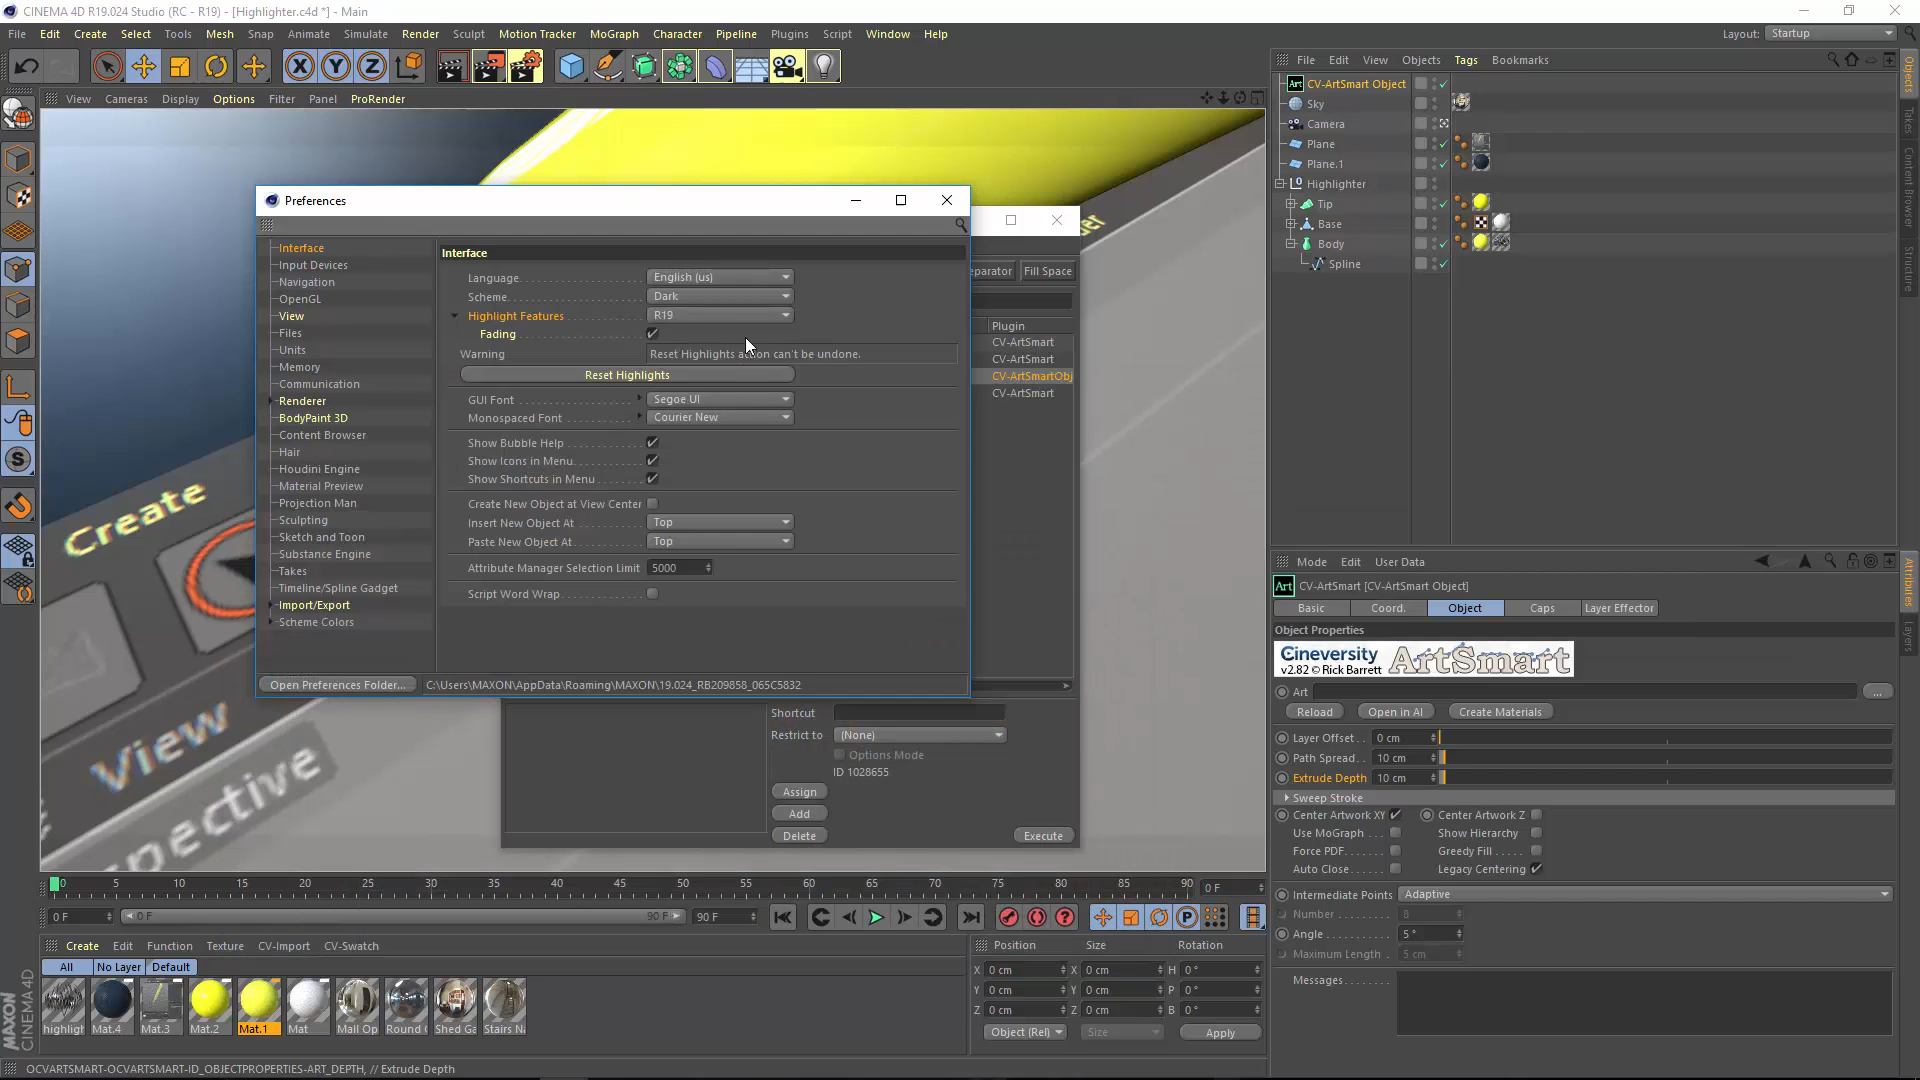 CINEMA 4D R19.024 Studio (RC - R19) - [Highlighter.c4d *] - Main
File Edit Create Select Tools Mesh Snap Animate Simulate Render Sculpt Motion Tracker MoGraph Character Pipeline Plugins Script Window Help
Layout: Startup
View Cameras Display Options Filter Panel ProRender
File Edit View Objects Tags Bookmarks
CV-ArtSmart Object
Sky
Camera
Plane
Plane.1
Highlighter
Tip
Base
Body
Spline
Objects
Takes
Content Browser
Structure
Preferences
Interface
Input Devices
Navigation
OpenGL
View
Files
Units
Memory
Communication
Renderer
BodyPaint 3D
Content Browser
Hair
Houdini Engine
Material Preview
Projection Man
Sculpting
Sketch and Toon
Substance Engine
Takes
Timeline/Spline Gadget
Import/Export
Scheme Colors
Interface
Language English (us)
Scheme Dark
Highlight Features R19
Fading
Warning Reset Highlights action can't be undone.
Reset Highlights
GUI Font Segoe UI
Monospaced Font Courier New
Show Bubble Help
Show Icons in Menu
Show Shortcuts in Menu
Create New Object at View Center
Insert New Object At Top
Paste New Object At Top
Attribute Manager Selection Limit 5000
Script Word Wrap
Open Preferences Folder... C:\Users\MAXON\AppData\Roaming\MAXON\19.024_RB209858_065C5832
eparator Fill Space
Plugin
CV-ArtSmart
CV-ArtSmart
CV-ArtSmartObj
CV-ArtSmart
Shortcut
Restrict to (None)
Options Mode
ID 1028655
Assign
Add
Delete
Execute
Create
View
spective
Mode Edit User Data
CV-ArtSmart [CV-ArtSmart Object]
Basic Coord. Object Caps Layer Effector
Object Properties
Cineversity ArtSmart
v2.82 © Rick Barrett
Art ...
Reload Open in AI Create Materials
Layer Offset 0 cm
Path Spread 10 cm
Extrude Depth 10 cm
Sweep Stroke
Center Artwork XY Center Artwork Z
Use MoGraph Show Hierarchy
Force PDF Greedy Fill
Auto Close Legacy Centering
Intermediate Points Adaptive
Number 8
Angle 5 °
Maximum Length 5 cm
Messages
Attributes
Layers
0 5 10 15 20 25 30 35 40 45 50 55 60 65 70 75 80 85 90 0 F
0 F 0 F 90 F 90 F
Create Edit Function Texture CV-Import CV-Swatch
All No Layer Default
highligh Mat.4 Mat.3 Mat.2 Mat.1 Mat Mall Op Round ( Shed Ga Stairs N
Position Size Rotation
X 0 cm X 0 cm H 0 °
Y 0 cm Y 0 cm P 0 °
Z 0 cm Z 0 cm B 0 °
Object (Rel) Size Apply
MAXON
CINEMA 4D
OCVARTSMART-OCVARTSMART-ID_OBJECTPROPERTIES-ART_DEPTH, // Extrude Depth